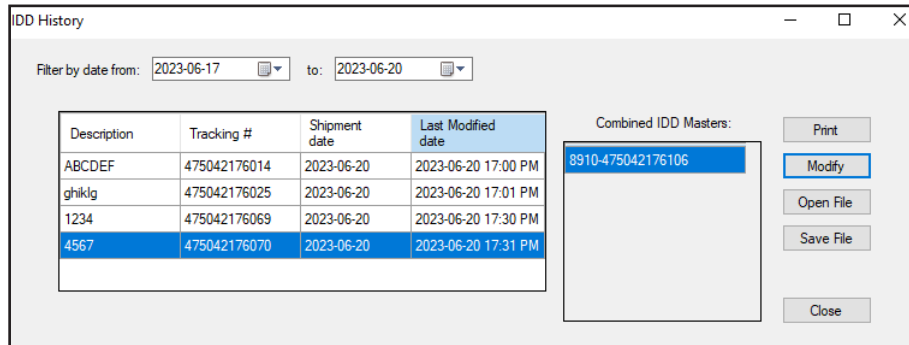 IDD History
Filter by date from: 2023-06-17 to: 2023-06-20
Description Tracking # Shipment date Last Modified date
ABCDEF 475042176014 2023-06-20 2023-06-20 17:00 PM
ghiklg 475042176025 2023-06-20 2023-06-20 17:01 PM
1234 475042176069 2023-06-20 2023-06-20 17:30 PM
4567 475042176070 2023-06-20 2023-06-20 17:31 PM
Combined IDD Masters:
8910-475042176106
Print
Modify
Open File
Save File
Close